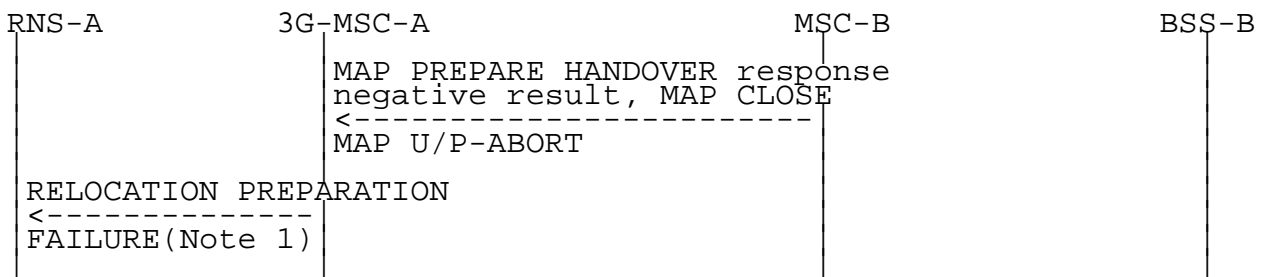 RNS-A 3G-MSC-A MSC-B BSS-B
MAP PREPARE HANDOVER response
negative result, MAP CLOSE
<-------------------------
MAP U/P-ABORT
RELOCATION PREPARATION
<--------------
FAILURE(Note 1)